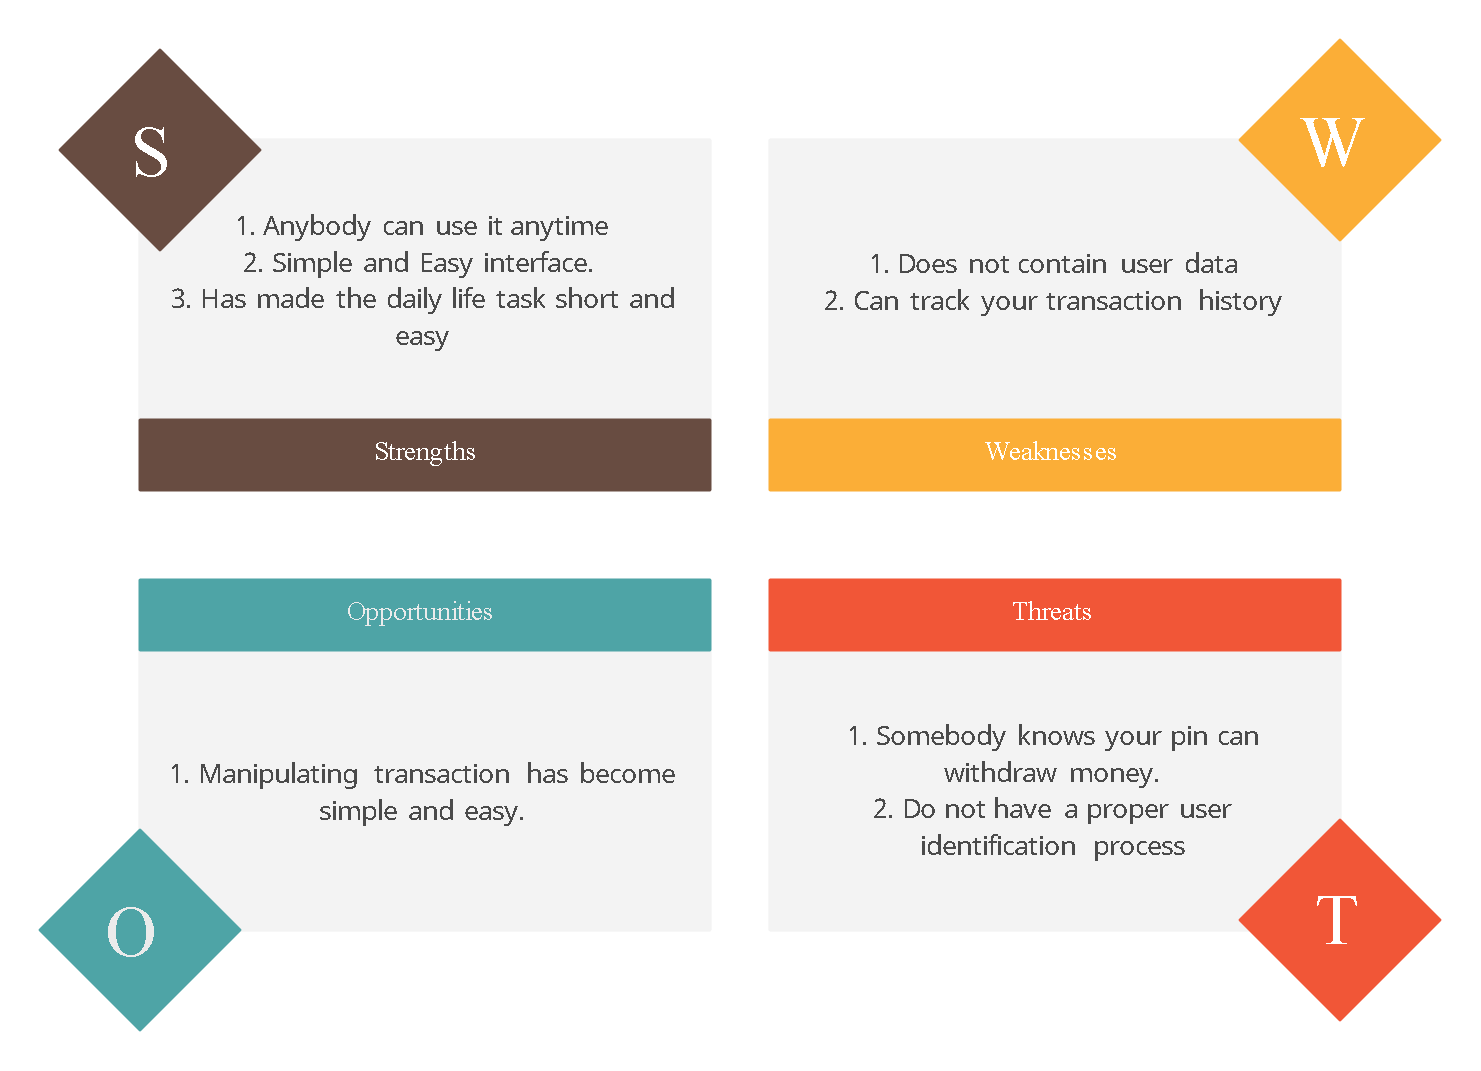 S
1. Anybody can use it anytime
2. Simple and Easy interface.
3. Has made the daily life task short and
easy
Strengths
W
1. Does not contain user data
2. Can track your transaction history
Weaknesses
Opportunities
1. Manipulating transaction has become
simple and easy.
O
Threats
1. Somebody knows your pin can
withdraw money.
2. Do not have a proper user
identification process
T